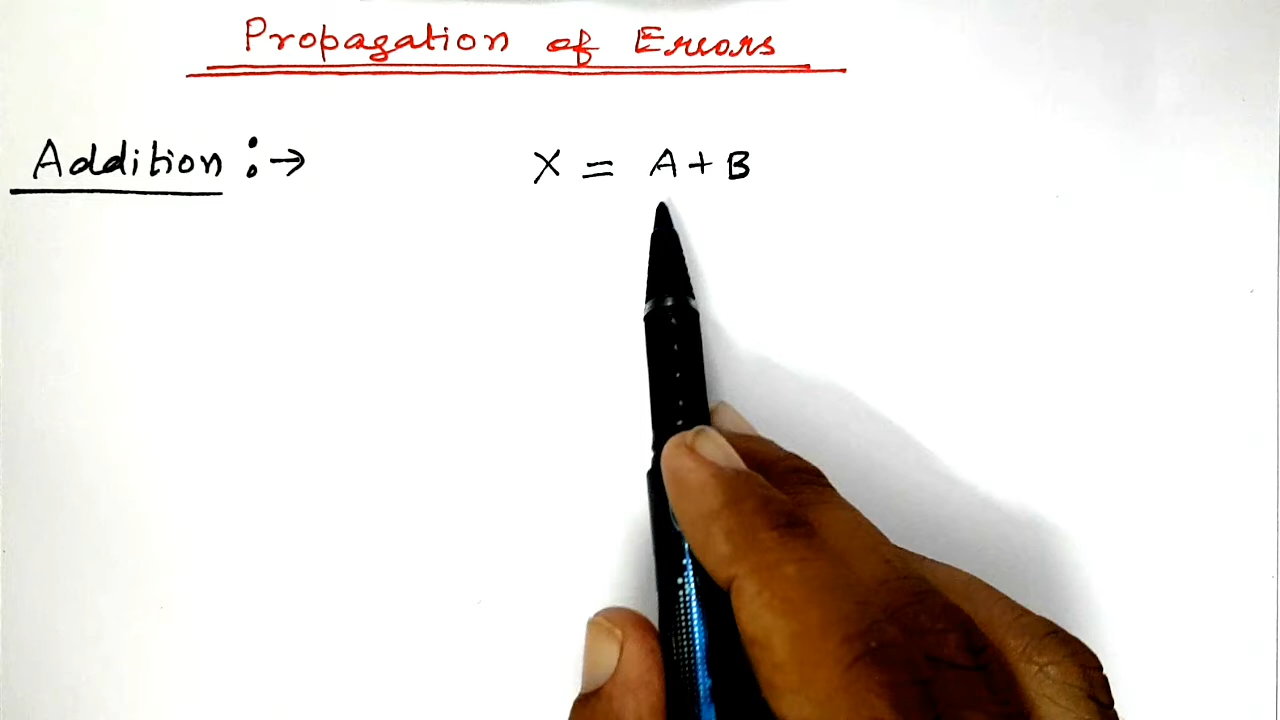 Propagation of Errors
Addition :→ X = A + B